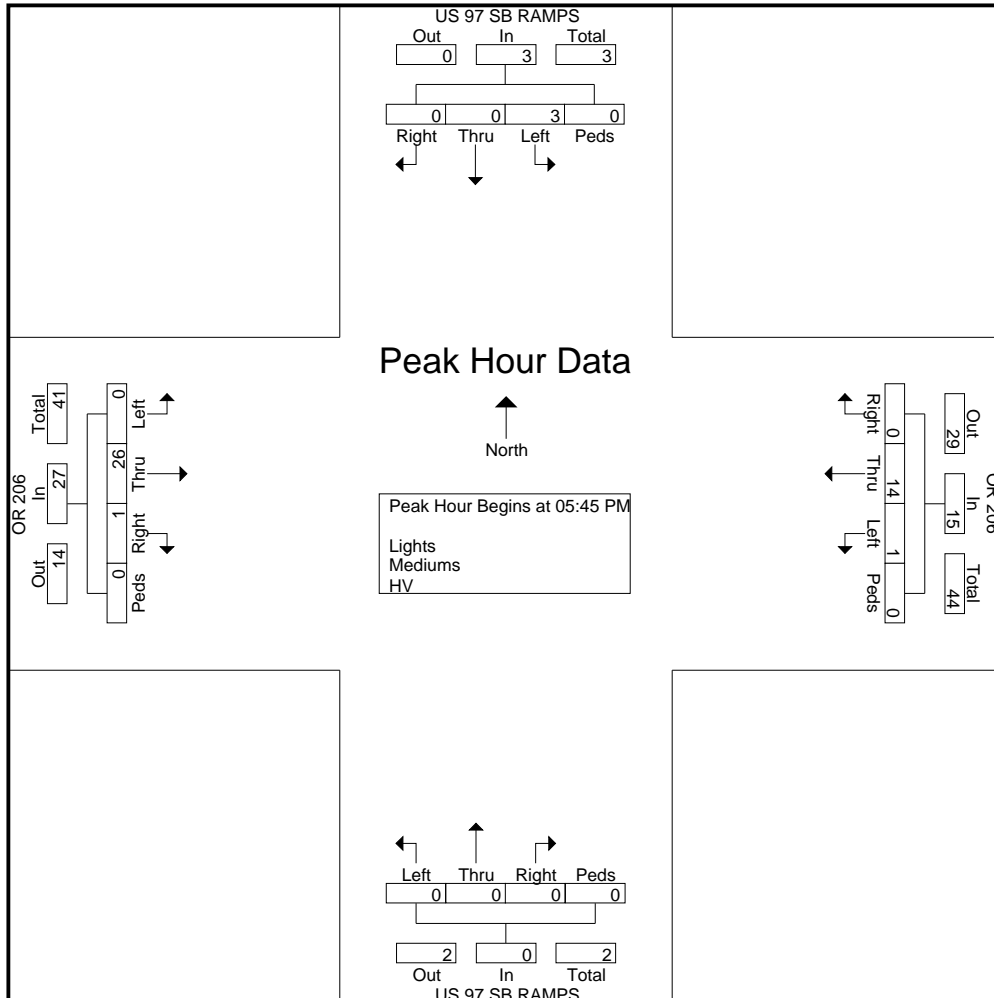 US 97 SB RAMPS
Out In Total
0 3 3
0 0 3 0
Right Thru Left Peds
Peak Hour Data
North
Peak Hour Begins at 05:45 PM
Lights
Mediums
HV
OR 206
Total In Out
41 27 14
0 26 1 0
Left Thru Right Peds
Right Thru Left Peds
0 14 1 0
29 15 44
Out In Total
OR 206
Left Thru Right Peds
0 0 0 0
2 0 2
Out In Total
US 97 SB RAMPS